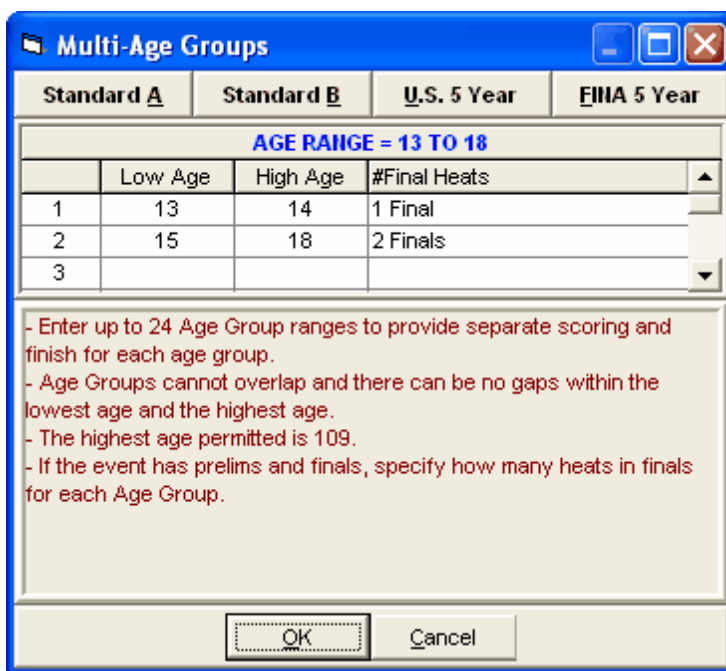 Multi-Age Groups
Standard A Standard B U.S. 5 Year FINA 5 Year
AGE RANGE = 13 TO 18
Low Age High Age #Final Heats
1 13 14 1 Final
2 15 18 2 Finals
3
- Enter up to 24 Age Group ranges to provide separate scoring and
finish for each age group.
- Age Groups cannot overlap and there can be no gaps within the
lowest age and the highest age.
- The highest age permitted is 109.
- If the event has prelims and finals, specify how many heats in finals
for each Age Group.
OK Cancel